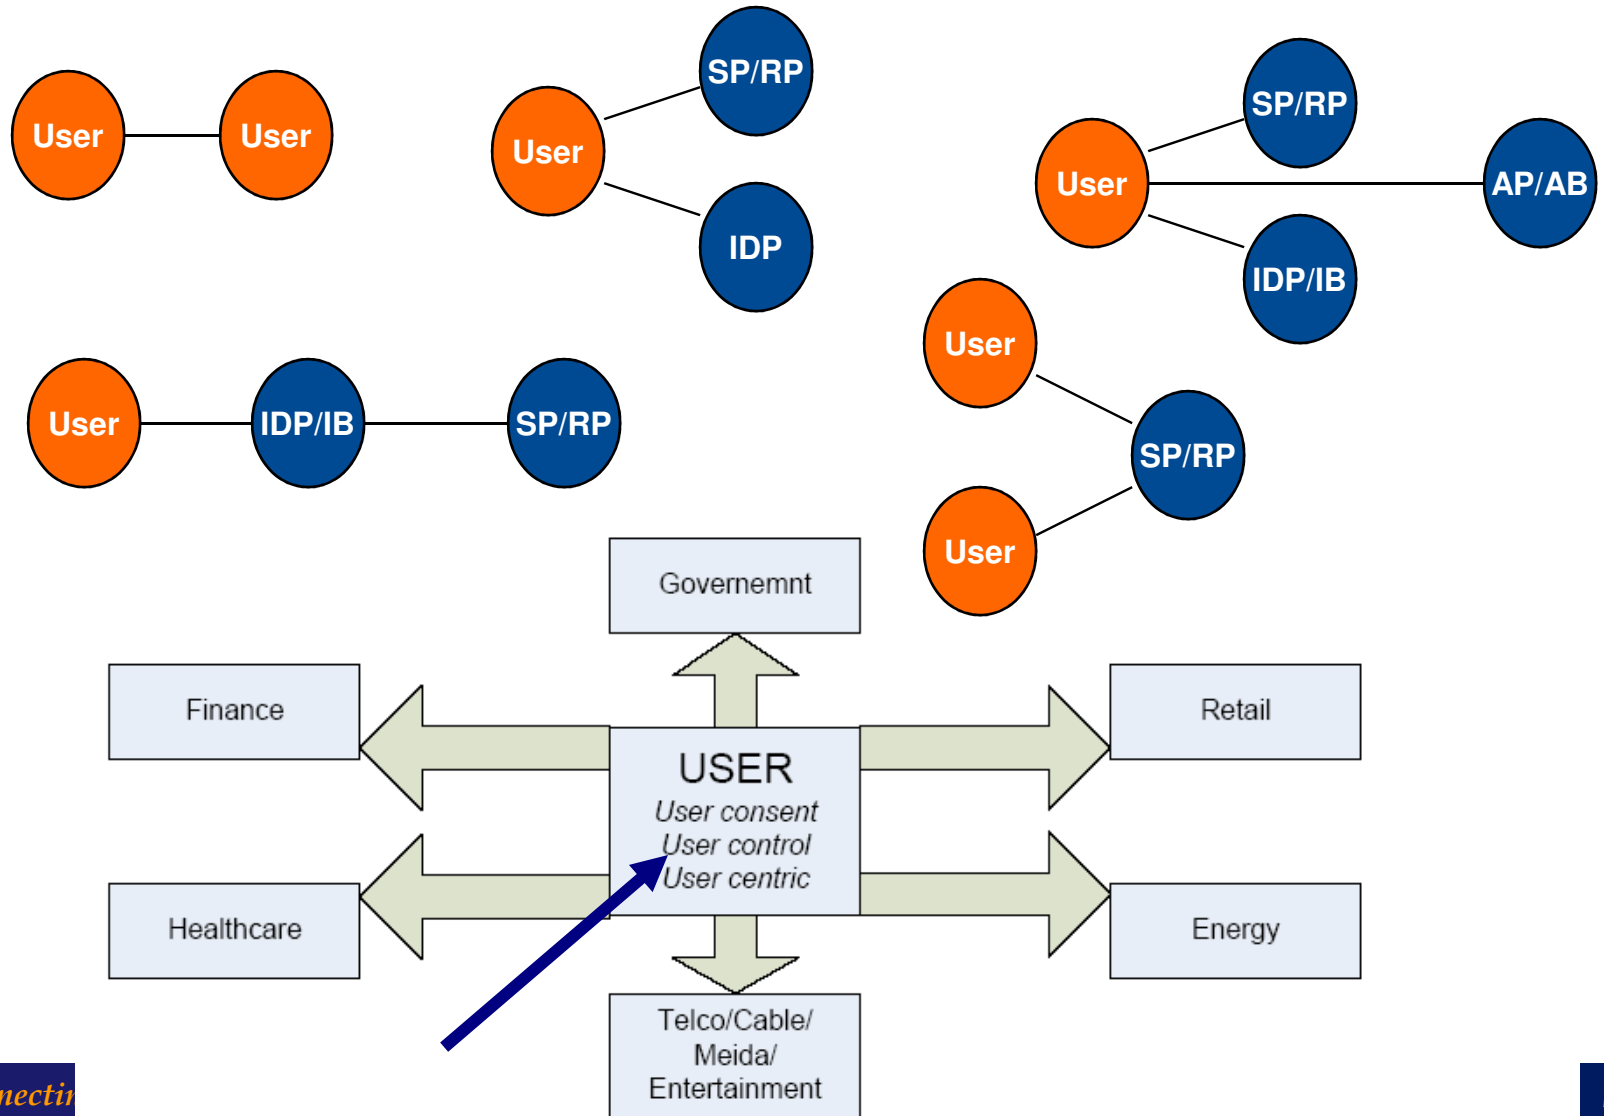 User
User
User
SP/RP
IDP
User
SP/RP
AP/AB
IDP/IB
User
IDP/IB
SP/RP
User
SP/RP
User
Governemnt
Finance
Retail
USER
User consent
User control
User centric
Healthcare
Energy
Telco/Cable/
Meida/
Entertainment